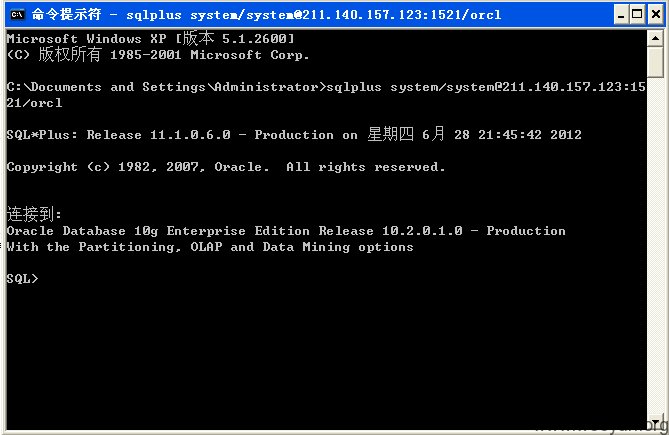 命令提示符 - sqlplus system/system@211.140.157.123:1521/orcl
Microsoft Windows XP [版本 5.1.2600]
(C) 版权所有 1985-2001 Microsoft Corp.
C:\Documents and Settings\Administrator>sqlplus system/system@211.140.157.123:15
21/orcl
SQL*Plus: Release 11.1.0.6.0 - Production on 星期四 6月 28 21:45:42 2012
Copyright (c) 1982, 2007, Oracle.  All rights reserved.
连接到:
Oracle Database 10g Enterprise Edition Release 10.2.0.1.0 - Production
With the Partitioning, OLAP and Data Mining options
SQL>